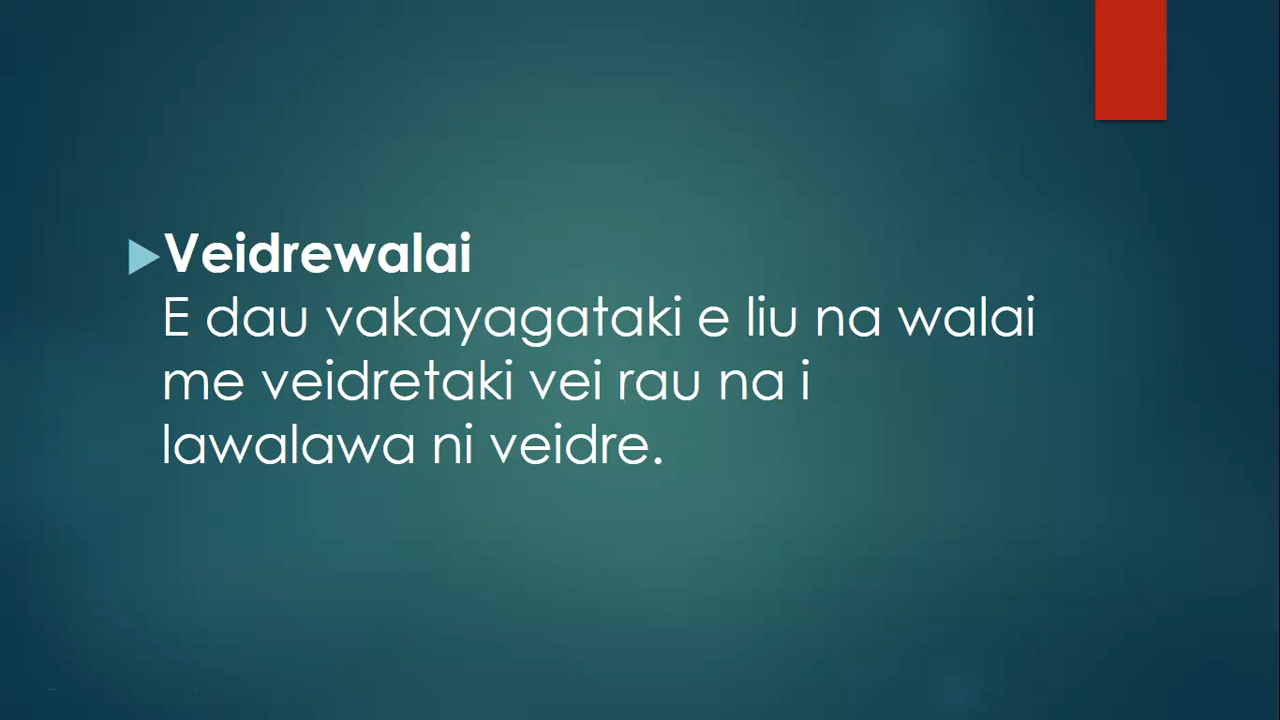 Veidrewalai
E dau vakayagataki e liu na walai
me veidretaki vei rau na i
lawalawa ni veidre.